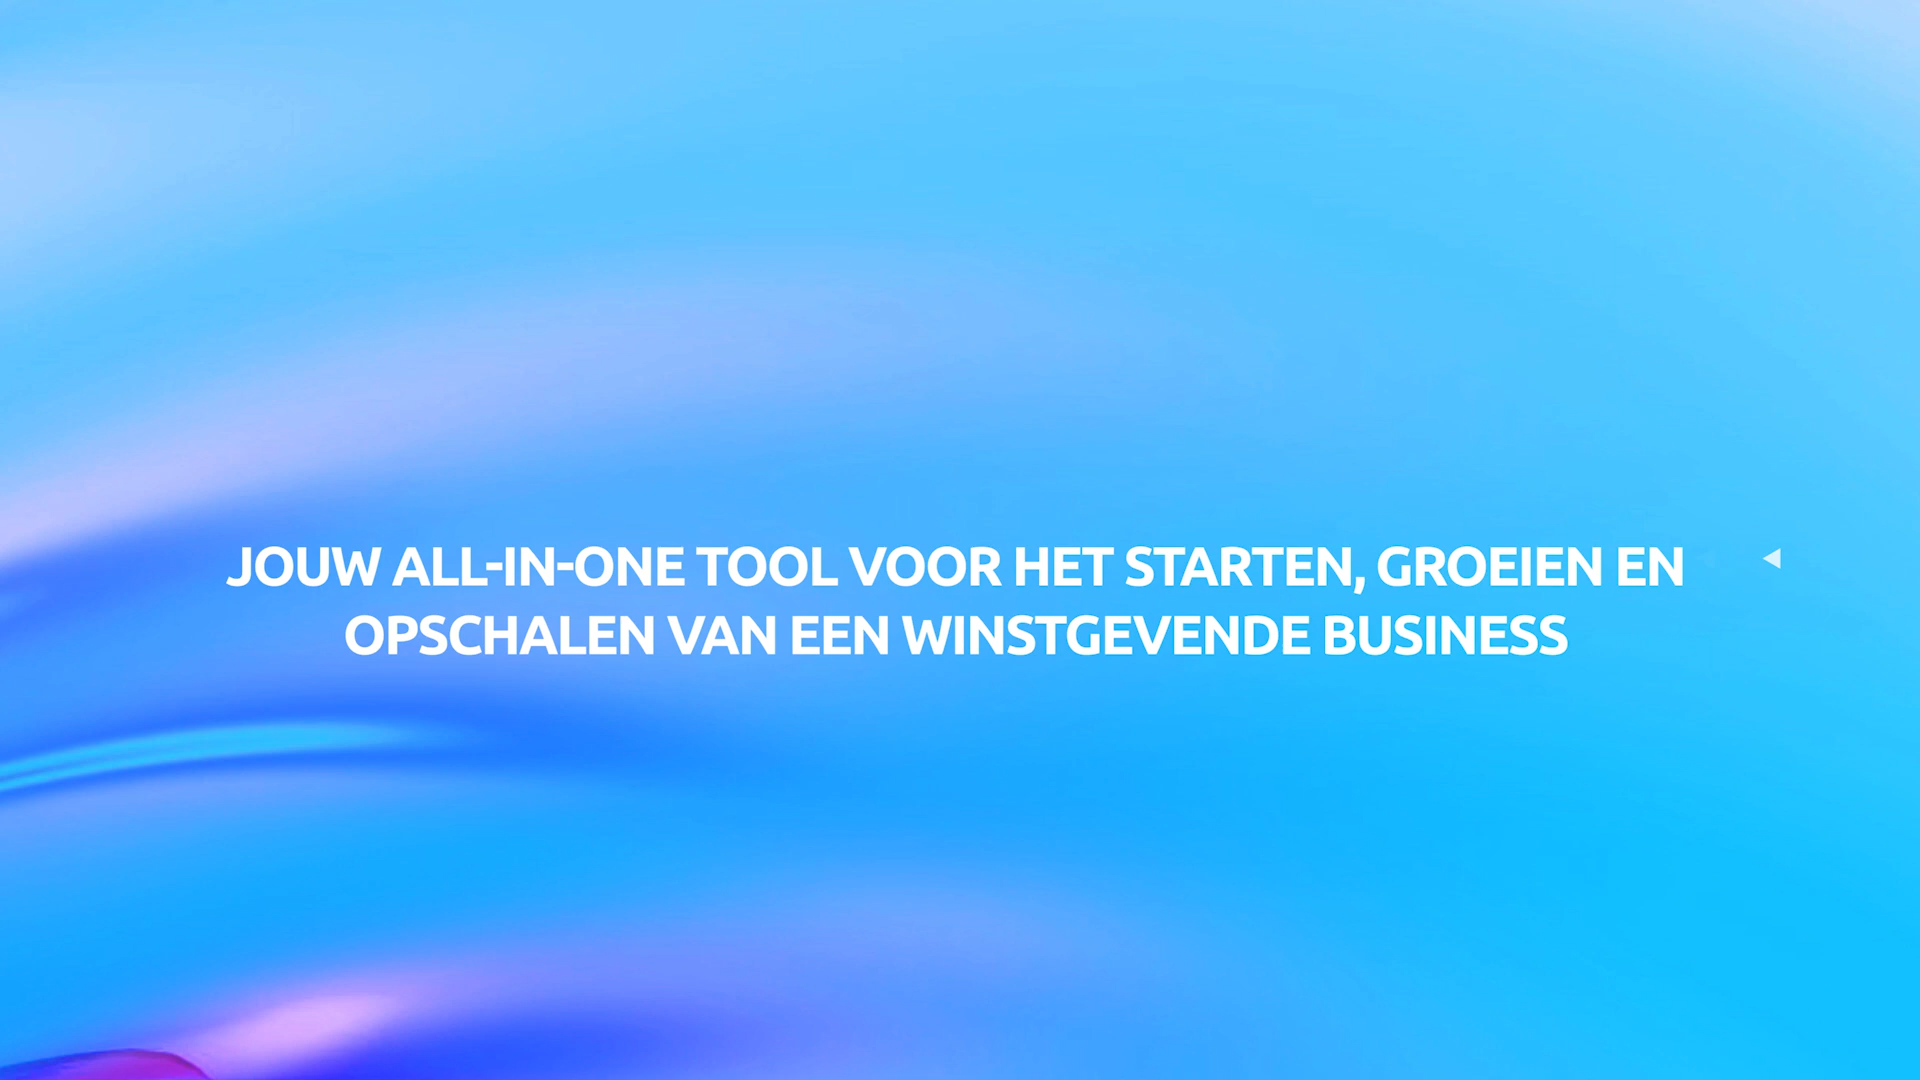 JOUW ALL-IN-ONE TOOL VOOR HET STARTEN, GROEIEN EN
OPSCHALEN VAN EEN WINSTGEVENDE BUSINESS